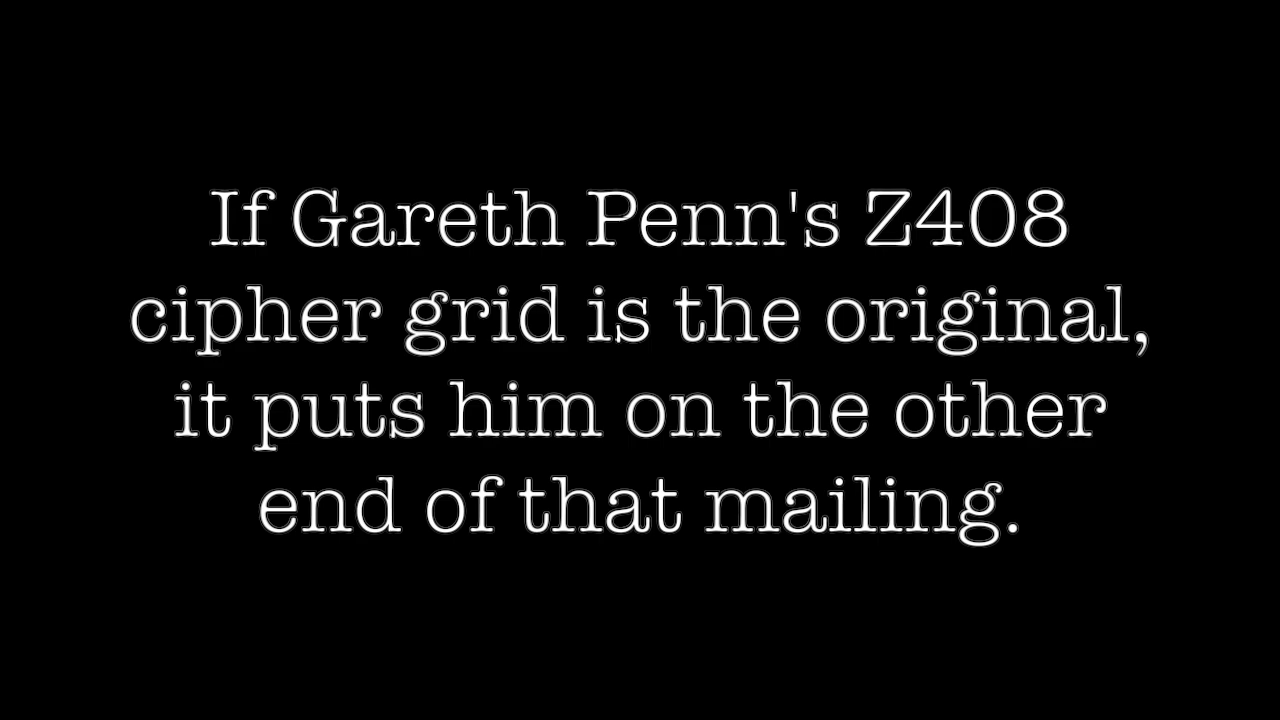 If Gareth Penn's Z408
cipher grid is the original,
it puts him on the other
end of that mailing.